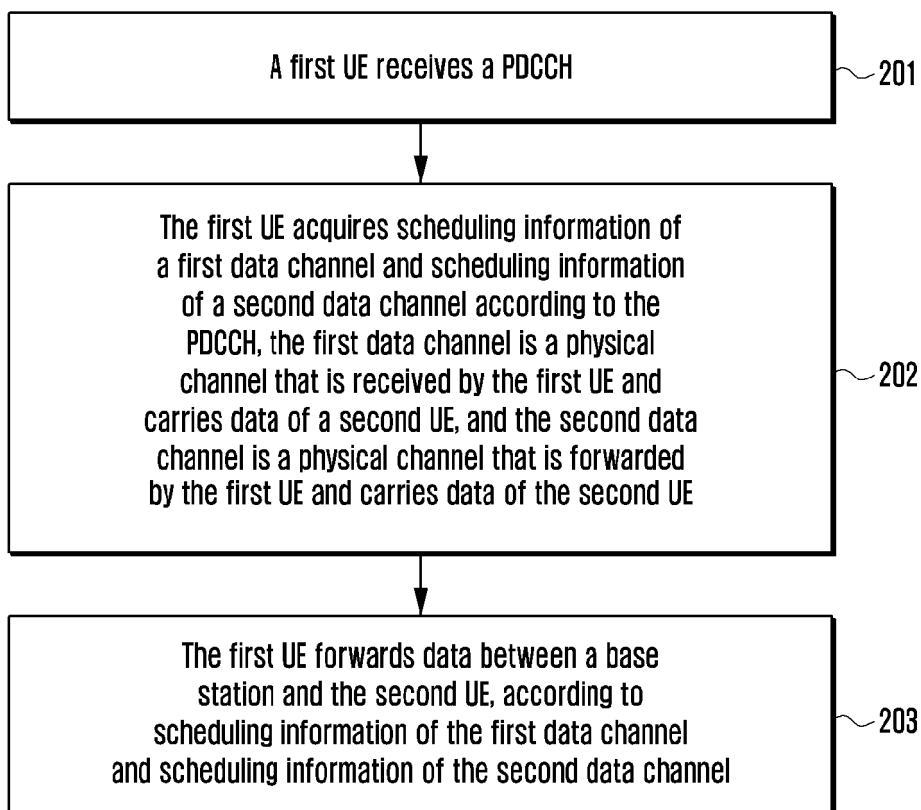 A first UE receives a PDCCH
201
The first UE acquires scheduling information of
a first data channel and scheduling information
of a second data channel according to the
PDCCH, the first data channel is a physical
channel that is received by the first UE and
carries data of a second UE, and the second data
channel is a physical channel that is forwarded
by the first UE and carries data of the second UE
202
The first UE forwards data between a base
station and the second UE, according to
scheduling information of the first data channel
and scheduling information of the second data channel
203